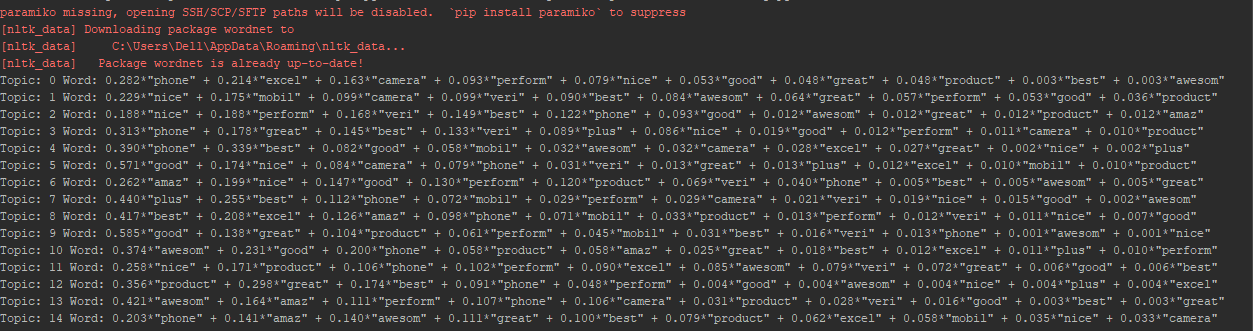 paramiko missing, opening SSH/SCP/SFTP paths will be disabled.  `pip install paramiko` to suppress
[nltk_data] Downloading package wordnet to
[nltk_data]     C:\Users\Dell\AppData\Roaming\nltk_data...
[nltk_data]   Package wordnet is already up-to-date!
Topic: 0 Word: 0.282*"phone" + 0.214*"excel" + 0.163*"camera" + 0.093*"perform" + 0.079*"nice" + 0.053*"good" + 0.048*"great" + 0.048*"product" + 0.003*"best" + 0.003*"awesom"
Topic: 1 Word: 0.229*"nice" + 0.175*"mobil" + 0.099*"camera" + 0.099*"veri" + 0.090*"best" + 0.084*"awesom" + 0.064*"great" + 0.057*"perform" + 0.053*"good" + 0.036*"product"
Topic: 2 Word: 0.188*"nice" + 0.188*"perform" + 0.168*"veri" + 0.149*"best" + 0.122*"phone" + 0.093*"good" + 0.012*"awesom" + 0.012*"great" + 0.012*"product" + 0.012*"amaz"
Topic: 3 Word: 0.313*"phone" + 0.178*"great" + 0.145*"best" + 0.133*"veri" + 0.089*"plus" + 0.086*"nice" + 0.019*"good" + 0.012*"perform" + 0.011*"camera" + 0.010*"product"
Topic: 4 Word: 0.390*"phone" + 0.339*"best" + 0.082*"good" + 0.058*"mobil" + 0.032*"awesom" + 0.032*"camera" + 0.028*"excel" + 0.027*"great" + 0.002*"nice" + 0.002*"plus"
Topic: 5 Word: 0.571*"good" + 0.174*"nice" + 0.084*"camera" + 0.079*"phone" + 0.031*"veri" + 0.013*"great" + 0.013*"plus" + 0.012*"excel" + 0.010*"mobil" + 0.010*"product"
Topic: 6 Word: 0.262*"amaz" + 0.199*"nice" + 0.147*"good" + 0.130*"perform" + 0.120*"product" + 0.069*"veri" + 0.040*"phone" + 0.005*"best" + 0.005*"awesom" + 0.005*"great"
Topic: 7 Word: 0.440*"plus" + 0.255*"best" + 0.112*"phone" + 0.072*"mobil" + 0.029*"perform" + 0.029*"camera" + 0.021*"veri" + 0.019*"nice" + 0.015*"good" + 0.002*"awesom"
Topic: 8 Word: 0.417*"best" + 0.208*"excel" + 0.126*"amaz" + 0.098*"phone" + 0.071*"mobil" + 0.033*"product" + 0.013*"perform" + 0.012*"veri" + 0.011*"nice" + 0.007*"good"
Topic: 9 Word: 0.585*"good" + 0.138*"great" + 0.104*"product" + 0.061*"perform" + 0.045*"mobil" + 0.031*"best" + 0.016*"veri" + 0.013*"phone" + 0.001*"awesom" + 0.001*"nice"
Topic: 10 Word: 0.374*"awesom" + 0.231*"good" + 0.200*"phone" + 0.058*"product" + 0.058*"amaz" + 0.025*"great" + 0.018*"best" + 0.012*"excel" + 0.011*"plus" + 0.010*"perform"
Topic: 11 Word: 0.258*"nice" + 0.171*"product" + 0.106*"phone" + 0.102*"perform" + 0.090*"excel" + 0.085*"awesom" + 0.079*"veri" + 0.072*"great" + 0.006*"good" + 0.006*"best"
Topic: 12 Word: 0.356*"product" + 0.298*"great" + 0.174*"best" + 0.091*"phone" + 0.048*"perform" + 0.004*"good" + 0.004*"awesom" + 0.004*"nice" + 0.004*"plus" + 0.004*"excel"
Topic: 13 Word: 0.421*"awesom" + 0.164*"amaz" + 0.111*"perform" + 0.107*"phone" + 0.106*"camera" + 0.031*"product" + 0.028*"veri" + 0.016*"good" + 0.003*"best" + 0.003*"great"
Topic: 14 Word: 0.203*"phone" + 0.141*"amaz" + 0.140*"awesom" + 0.111*"great" + 0.100*"best" + 0.079*"product" + 0.062*"excel" + 0.058*"mobil" + 0.035*"nice" + 0.033*"camera"